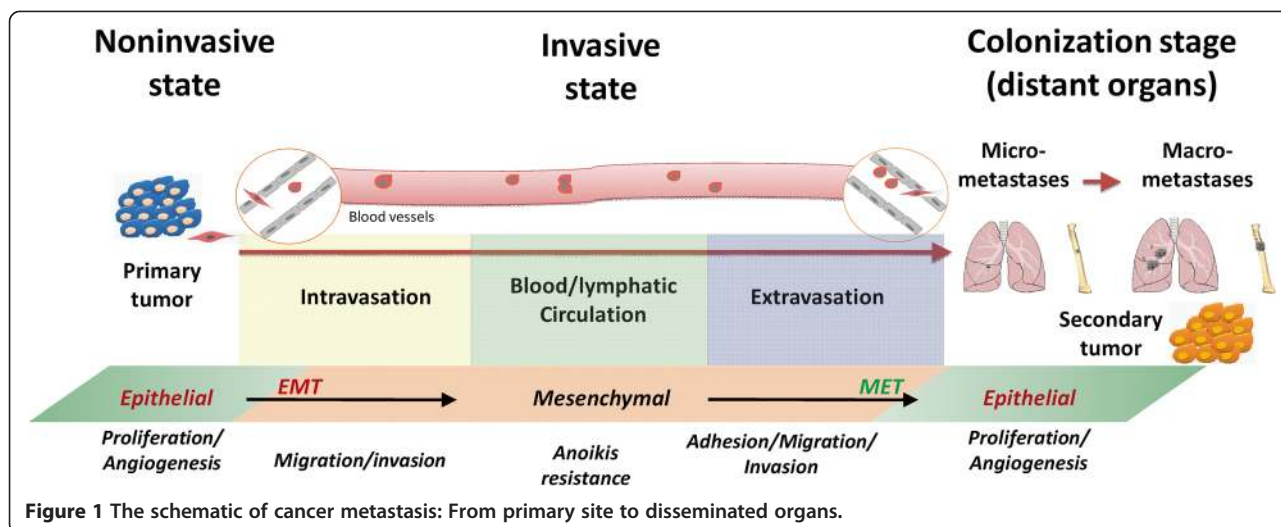 Noninvasive
state
Invasive
state
Colonization stage
(distant organs)
Micro-
metastases
Macro-
metastases
Blood vessels
Primary
tumor
Intravasation
Blood/lymphatic
Circulation
Extravasation
Secondary
tumor
Epithelial
EMT
Mesenchymal
MET
Epithelial
Proliferation/
Angiogenesis
Migration/invasion
Anoikis
resistance
Adhesion/Migration/
Invasion
Proliferation/
Angiogenesis
Figure 1 The schematic of cancer metastasis: From primary site to disseminated organs.